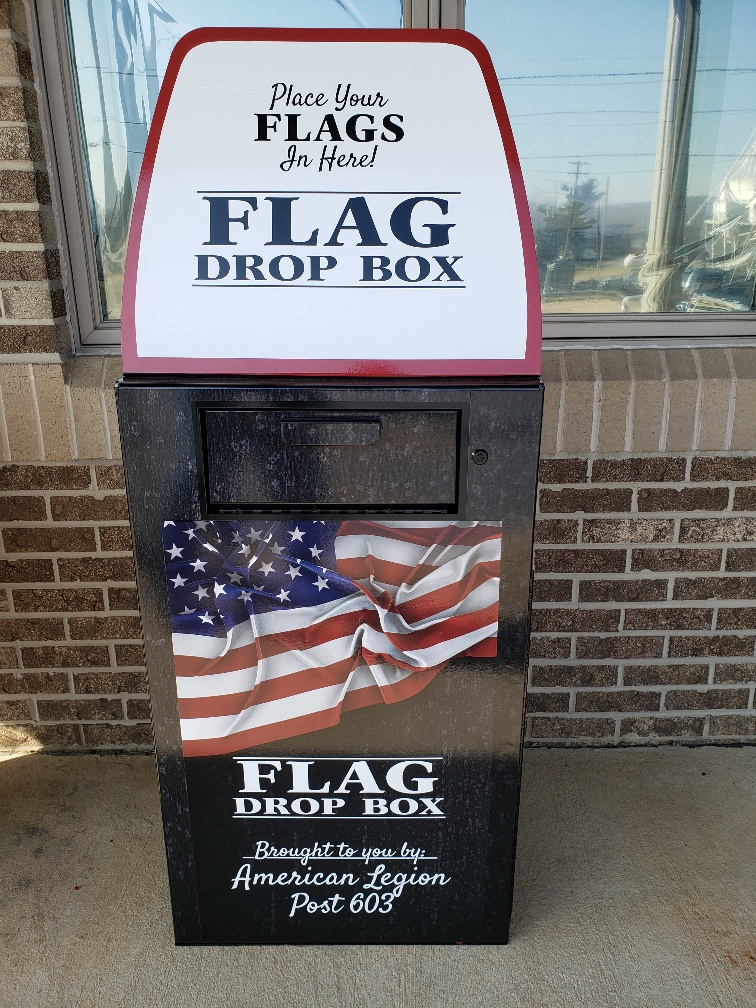 Place Your
FLAGS
In Here!
FLAG
DROP BOX
FLAG
DROP BOX
Brought to you by:
American Legion
Post 603